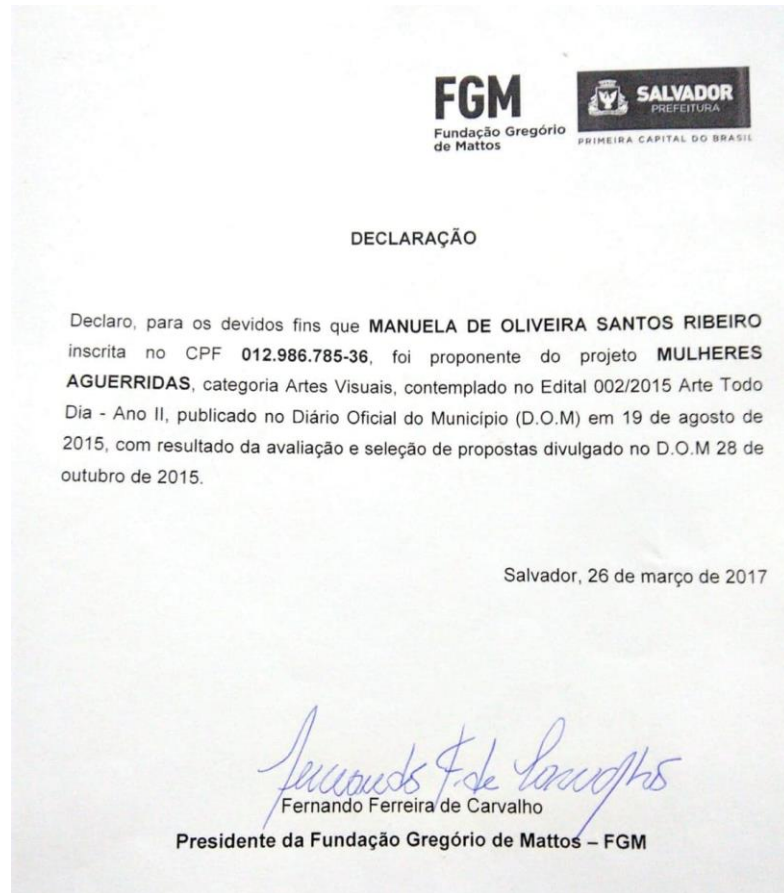 FGM
Fundação Gregório
de Mattos
SALVADOR
PREFEITURA
PRIMEIRA CAPITAL DO BRASIL
DECLARAÇÃO
Declaro, para os devidos fins que MANUELA DE OLIVEIRA SANTOS RIBEIRO
inscrita no CPF 012.986.785-36, foi proponente do projeto MULHERES
AGUERRIDAS, categoria Artes Visuais, contemplado no Edital 002/2015 Arte Todo
Dia - Ano II, publicado no Diário Oficial do Município (D.O.M) em 19 de agosto de
2015, com resultado da avaliação e seleção de propostas divulgado no D.O.M 28 de
outubro de 2015.
Salvador, 26 de março de 2017
Fernando F. de Carvalho
Fernando Ferreira de Carvalho
Presidente da Fundação Gregório de Mattos – FGM